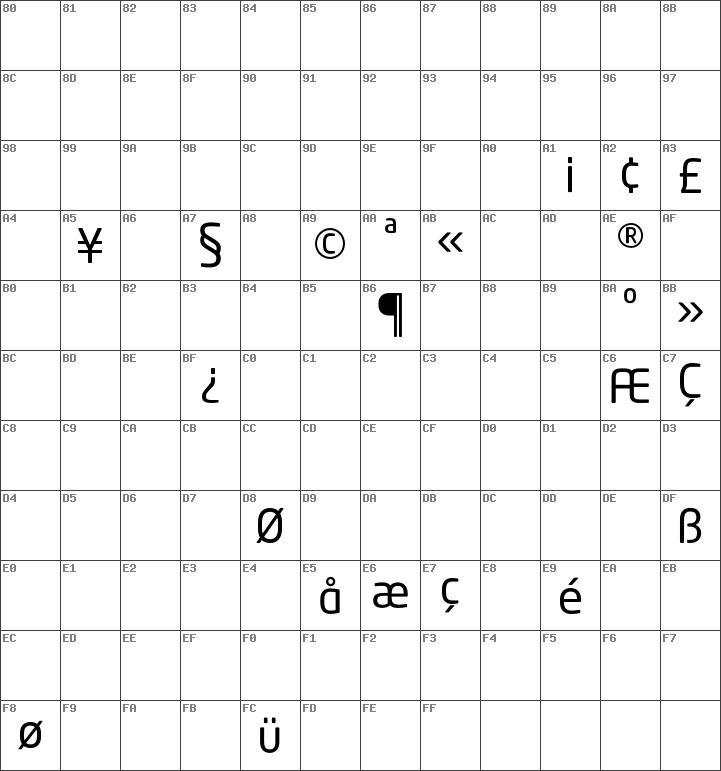 80 81 82 83 84 85 86 87 88 89 8A 8B
8C 8D 8E 8F 90 91 92 93 94 95 96 97
98 99 9A 9B 9C 9D 9E 9F A0 A1 A2 A3
¡ ¢ £
A4 A5 A6 A7 A8 A9 AA AB AC AD AE AF
¥ § © ª « ®
B0 B1 B2 B3 B4 B5 B6 B7 B8 B9 BA BB
¶ º »
BC BD BE BF C0 C1 C2 C3 C4 C5 C6 C7
¿ Æ Ç
C8 C9 CA CB CC CD CE CF D0 D1 D2 D3
D4 D5 D6 D7 D8 D9 DA DB DC DD DE DF
Ø ß
E0 E1 E2 E3 E4 E5 E6 E7 E8 E9 EA EB
å æ ç é
EC ED EE EF F0 F1 F2 F3 F4 F5 F6 F7
F8 F9 FA FB FC FD FE FF
ø ü